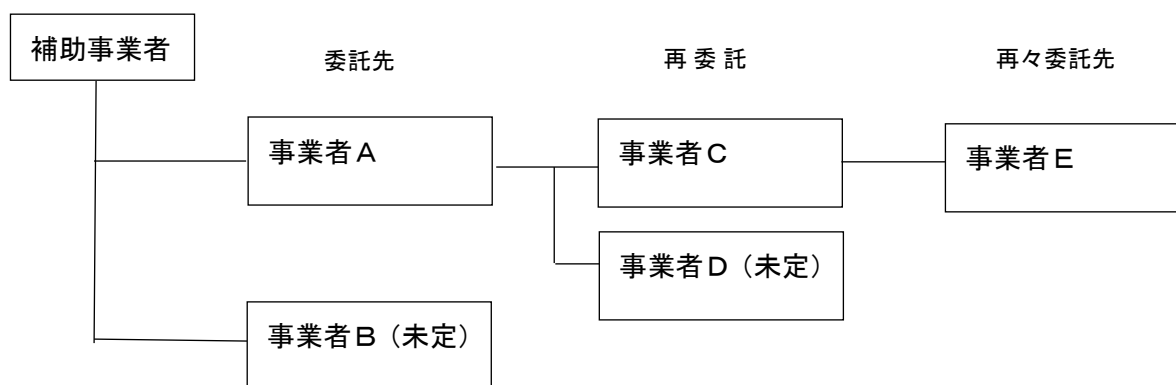 補助事業者
委託先
再 委 託
再々委託先
事業者A
事業者C
事業者E
事業者D(未定)
事業者B(未定)